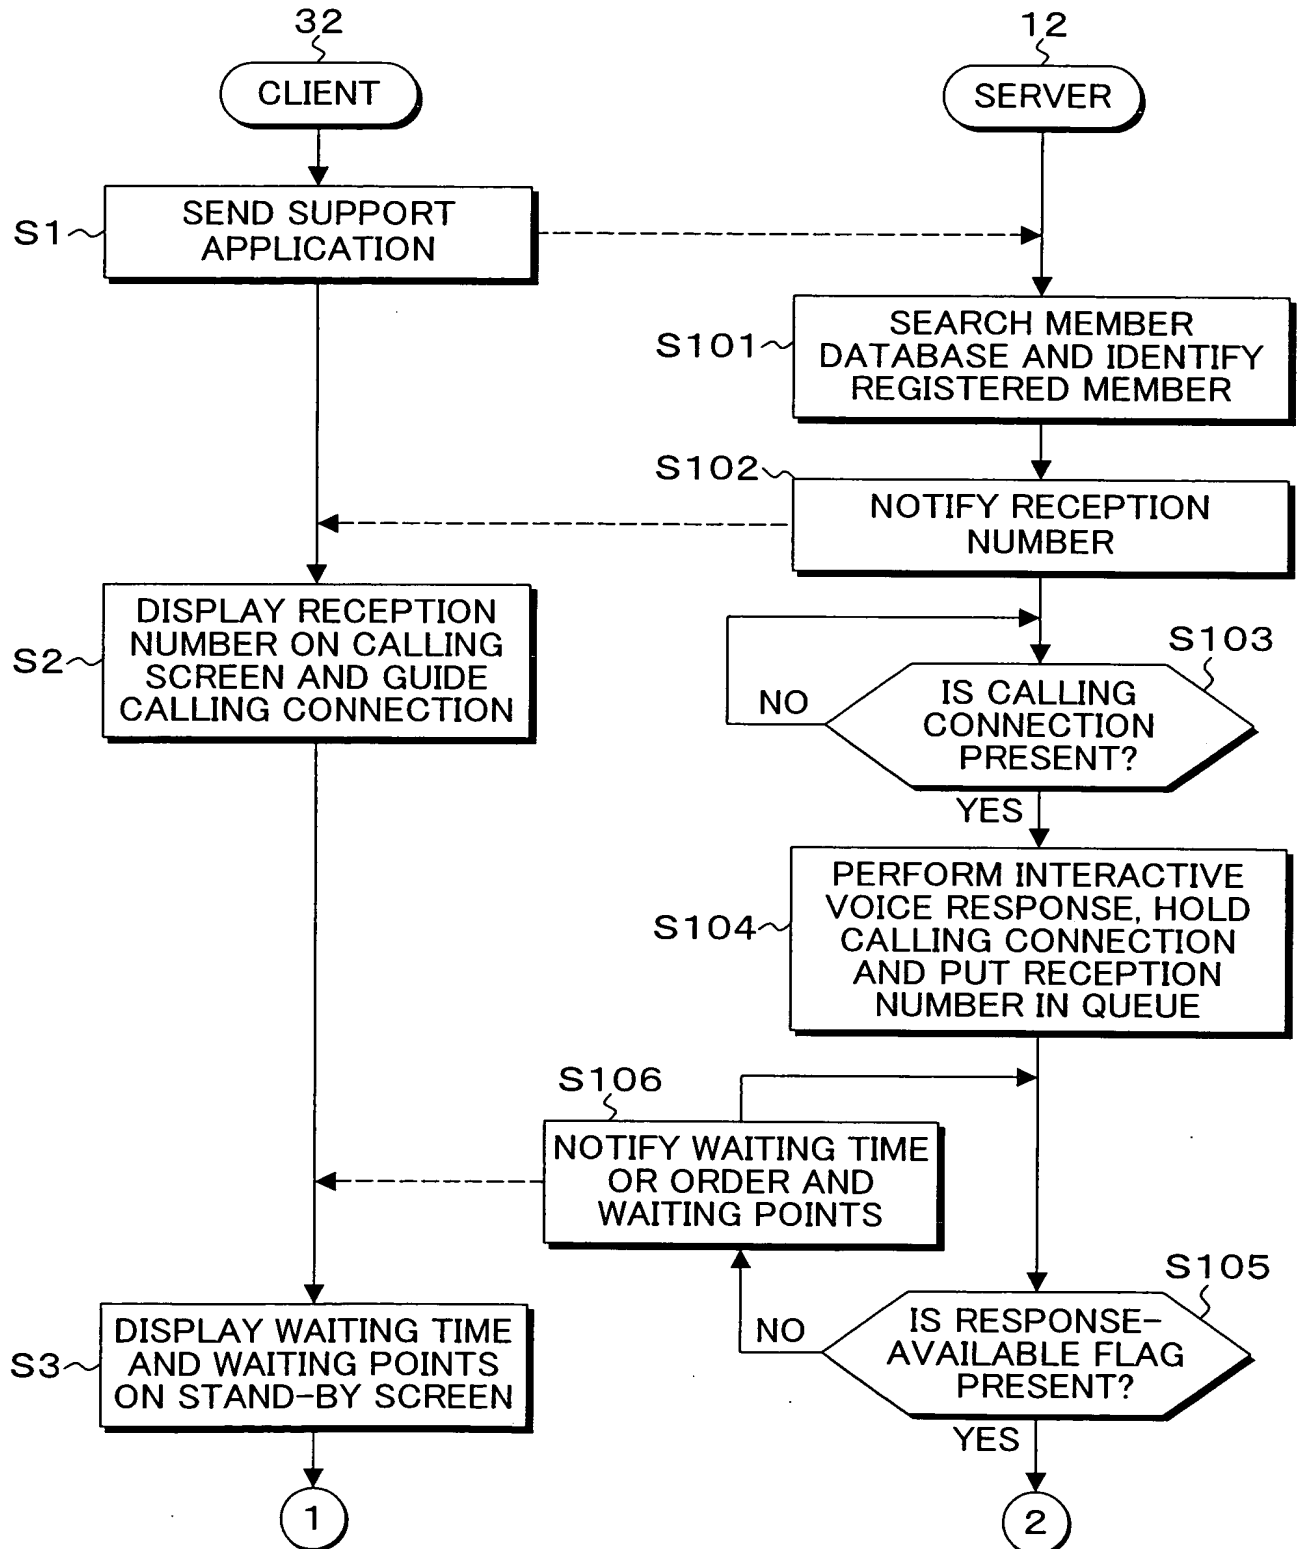 32
CLIENT
12
SERVER
S1
SEND SUPPORT
APPLICATION
S101
SEARCH MEMBER
DATABASE AND IDENTIFY
REGISTERED MEMBER
S102
NOTIFY RECEPTION
NUMBER
S2
DISPLAY RECEPTION
NUMBER ON CALLING
SCREEN AND GUIDE
CALLING CONNECTION
S103
IS CALLING
CONNECTION
PRESENT?
NO
YES
S104
PERFORM INTERACTIVE
VOICE RESPONSE, HOLD
CALLING CONNECTION
AND PUT RECEPTION
NUMBER IN QUEUE
S106
NOTIFY WAITING TIME
OR ORDER AND
WAITING POINTS
S105
IS RESPONSE-
AVAILABLE FLAG
PRESENT?
NO
YES
S3
DISPLAY WAITING TIME
AND WAITING POINTS
ON STAND-BY SCREEN
1
2